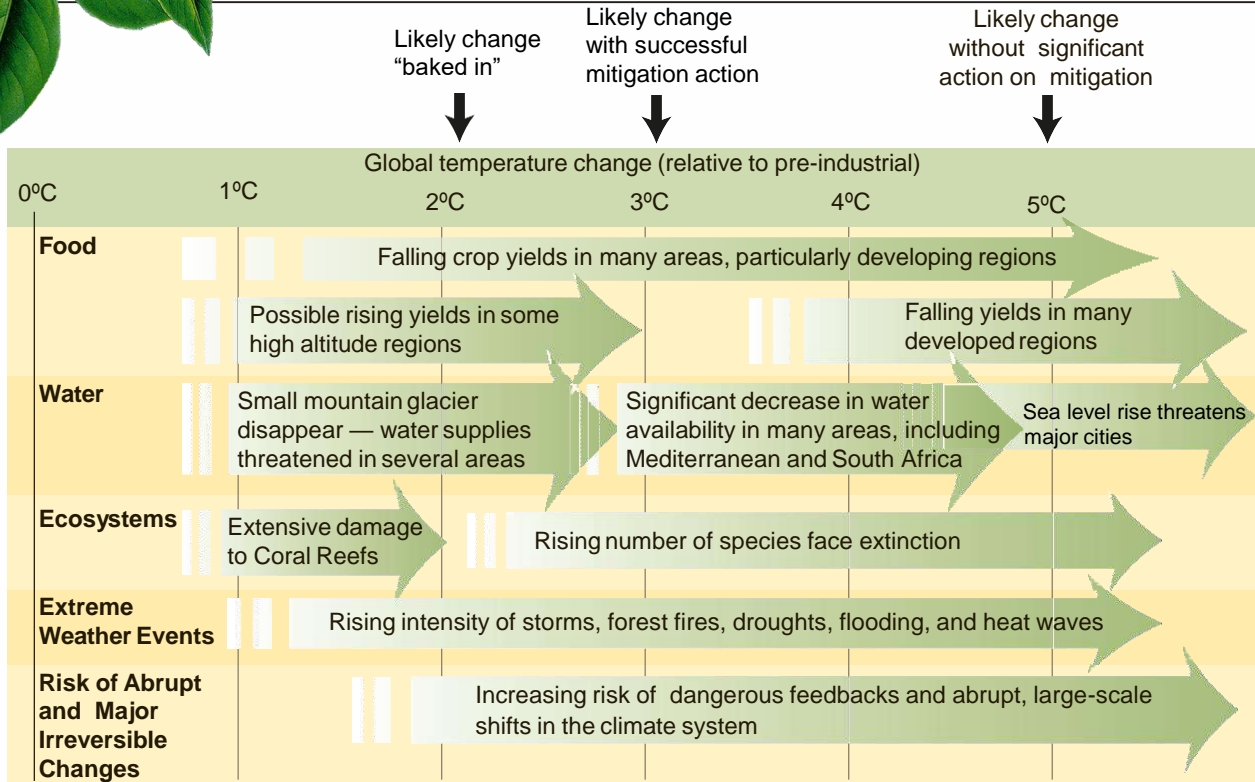 Likely change
“baked in”
Likely change
with successful
mitigation action
Likely change
without significant
action on mitigation
Global temperature change (relative to pre-industrial)
0ºC
1ºC
2ºC
3ºC
4ºC
5ºC
Food
Falling crop yields in many areas, particularly developing regions
Possible rising yields in some
high altitude regions
Falling yields in many
developed regions
Water
Small mountain glacier
disappear — water supplies
threatened in several areas
Significant decrease in water
availability in many areas, including
Mediterranean and South Africa
Sea level rise threatens
major cities
Ecosystems
Extensive damage
to Coral Reefs
Rising number of species face extinction
Extreme
Weather Events
Rising intensity of storms, forest fires, droughts, flooding, and heat waves
Risk of Abrupt
and Major
Irreversible
Changes
Increasing risk of dangerous feedbacks and abrupt, large-scale
shifts in the climate system